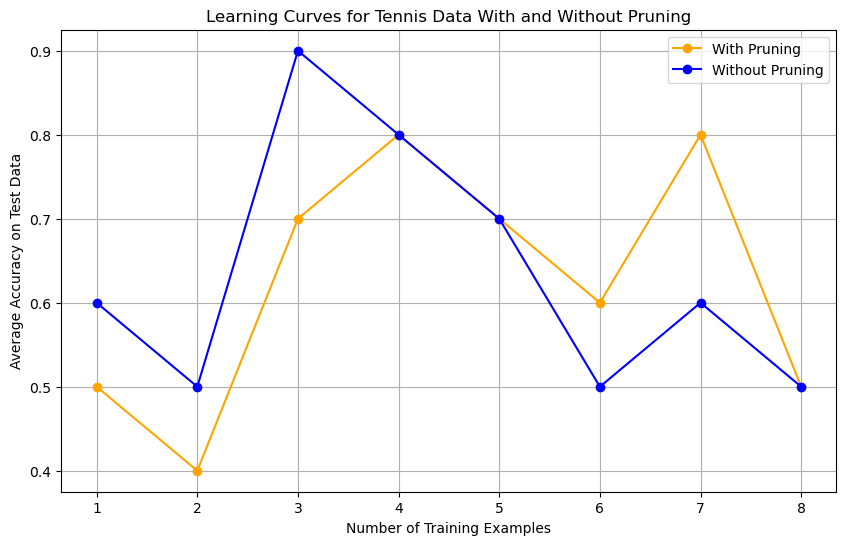 Learning Curves for Tennis Data With and Without Pruning
With Pruning
Without Pruning
Average Accuracy on Test Data
0.9
0.8
0.7
0.6
0.5
0.4
1 2 3 4 5 6 7 8
Number of Training Examples